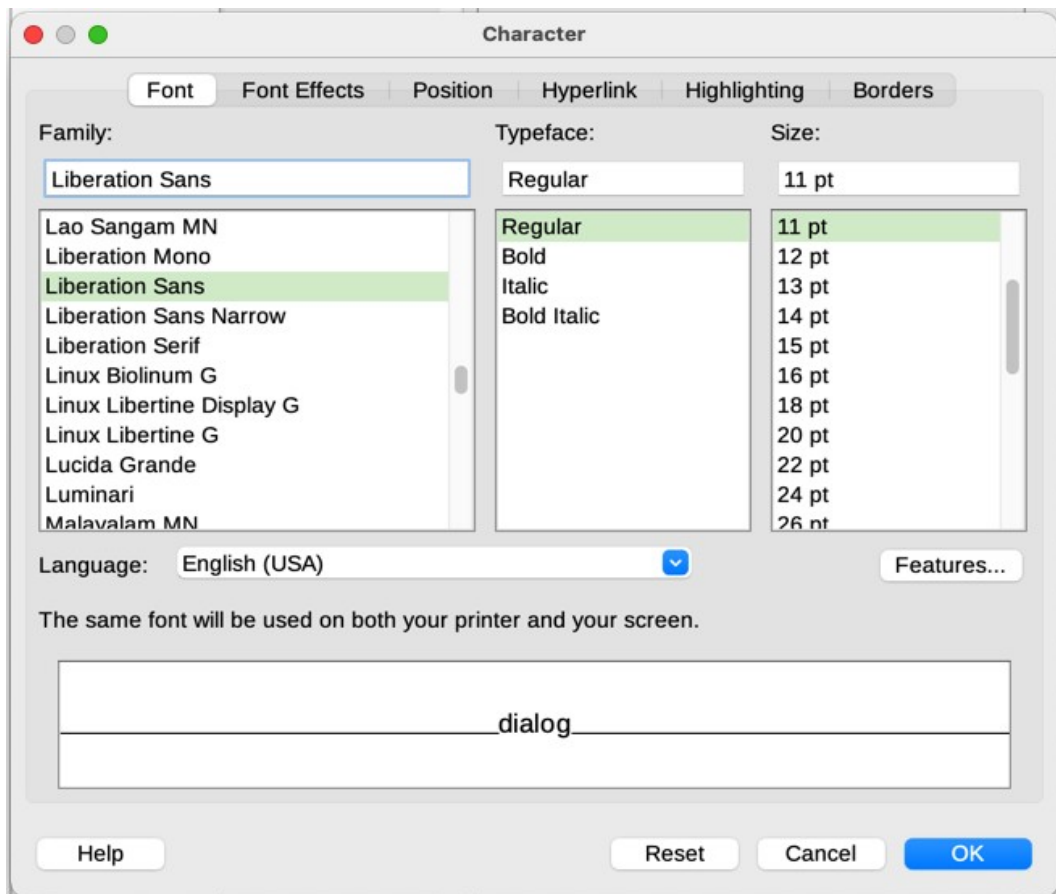 Character
Font Font Effects Position Hyperlink Highlighting Borders
Family: Typeface: Size:
Liberation Sans Regular 11 pt
Lao Sangam MN Regular 11 pt
Liberation Mono Bold 12 pt
Liberation Sans Italic 13 pt
Liberation Sans Narrow Bold Italic 14 pt
Liberation Serif 15 pt
Linux Biolinum G 16 pt
Linux Libertine Display G 18 pt
Linux Libertine G 20 pt
Lucida Grande 22 pt
Luminari 24 pt
Malayalam MN 26 pt
Language: English (USA) Features...
The same font will be used on both your printer and your screen.
dialog
Help Reset Cancel OK